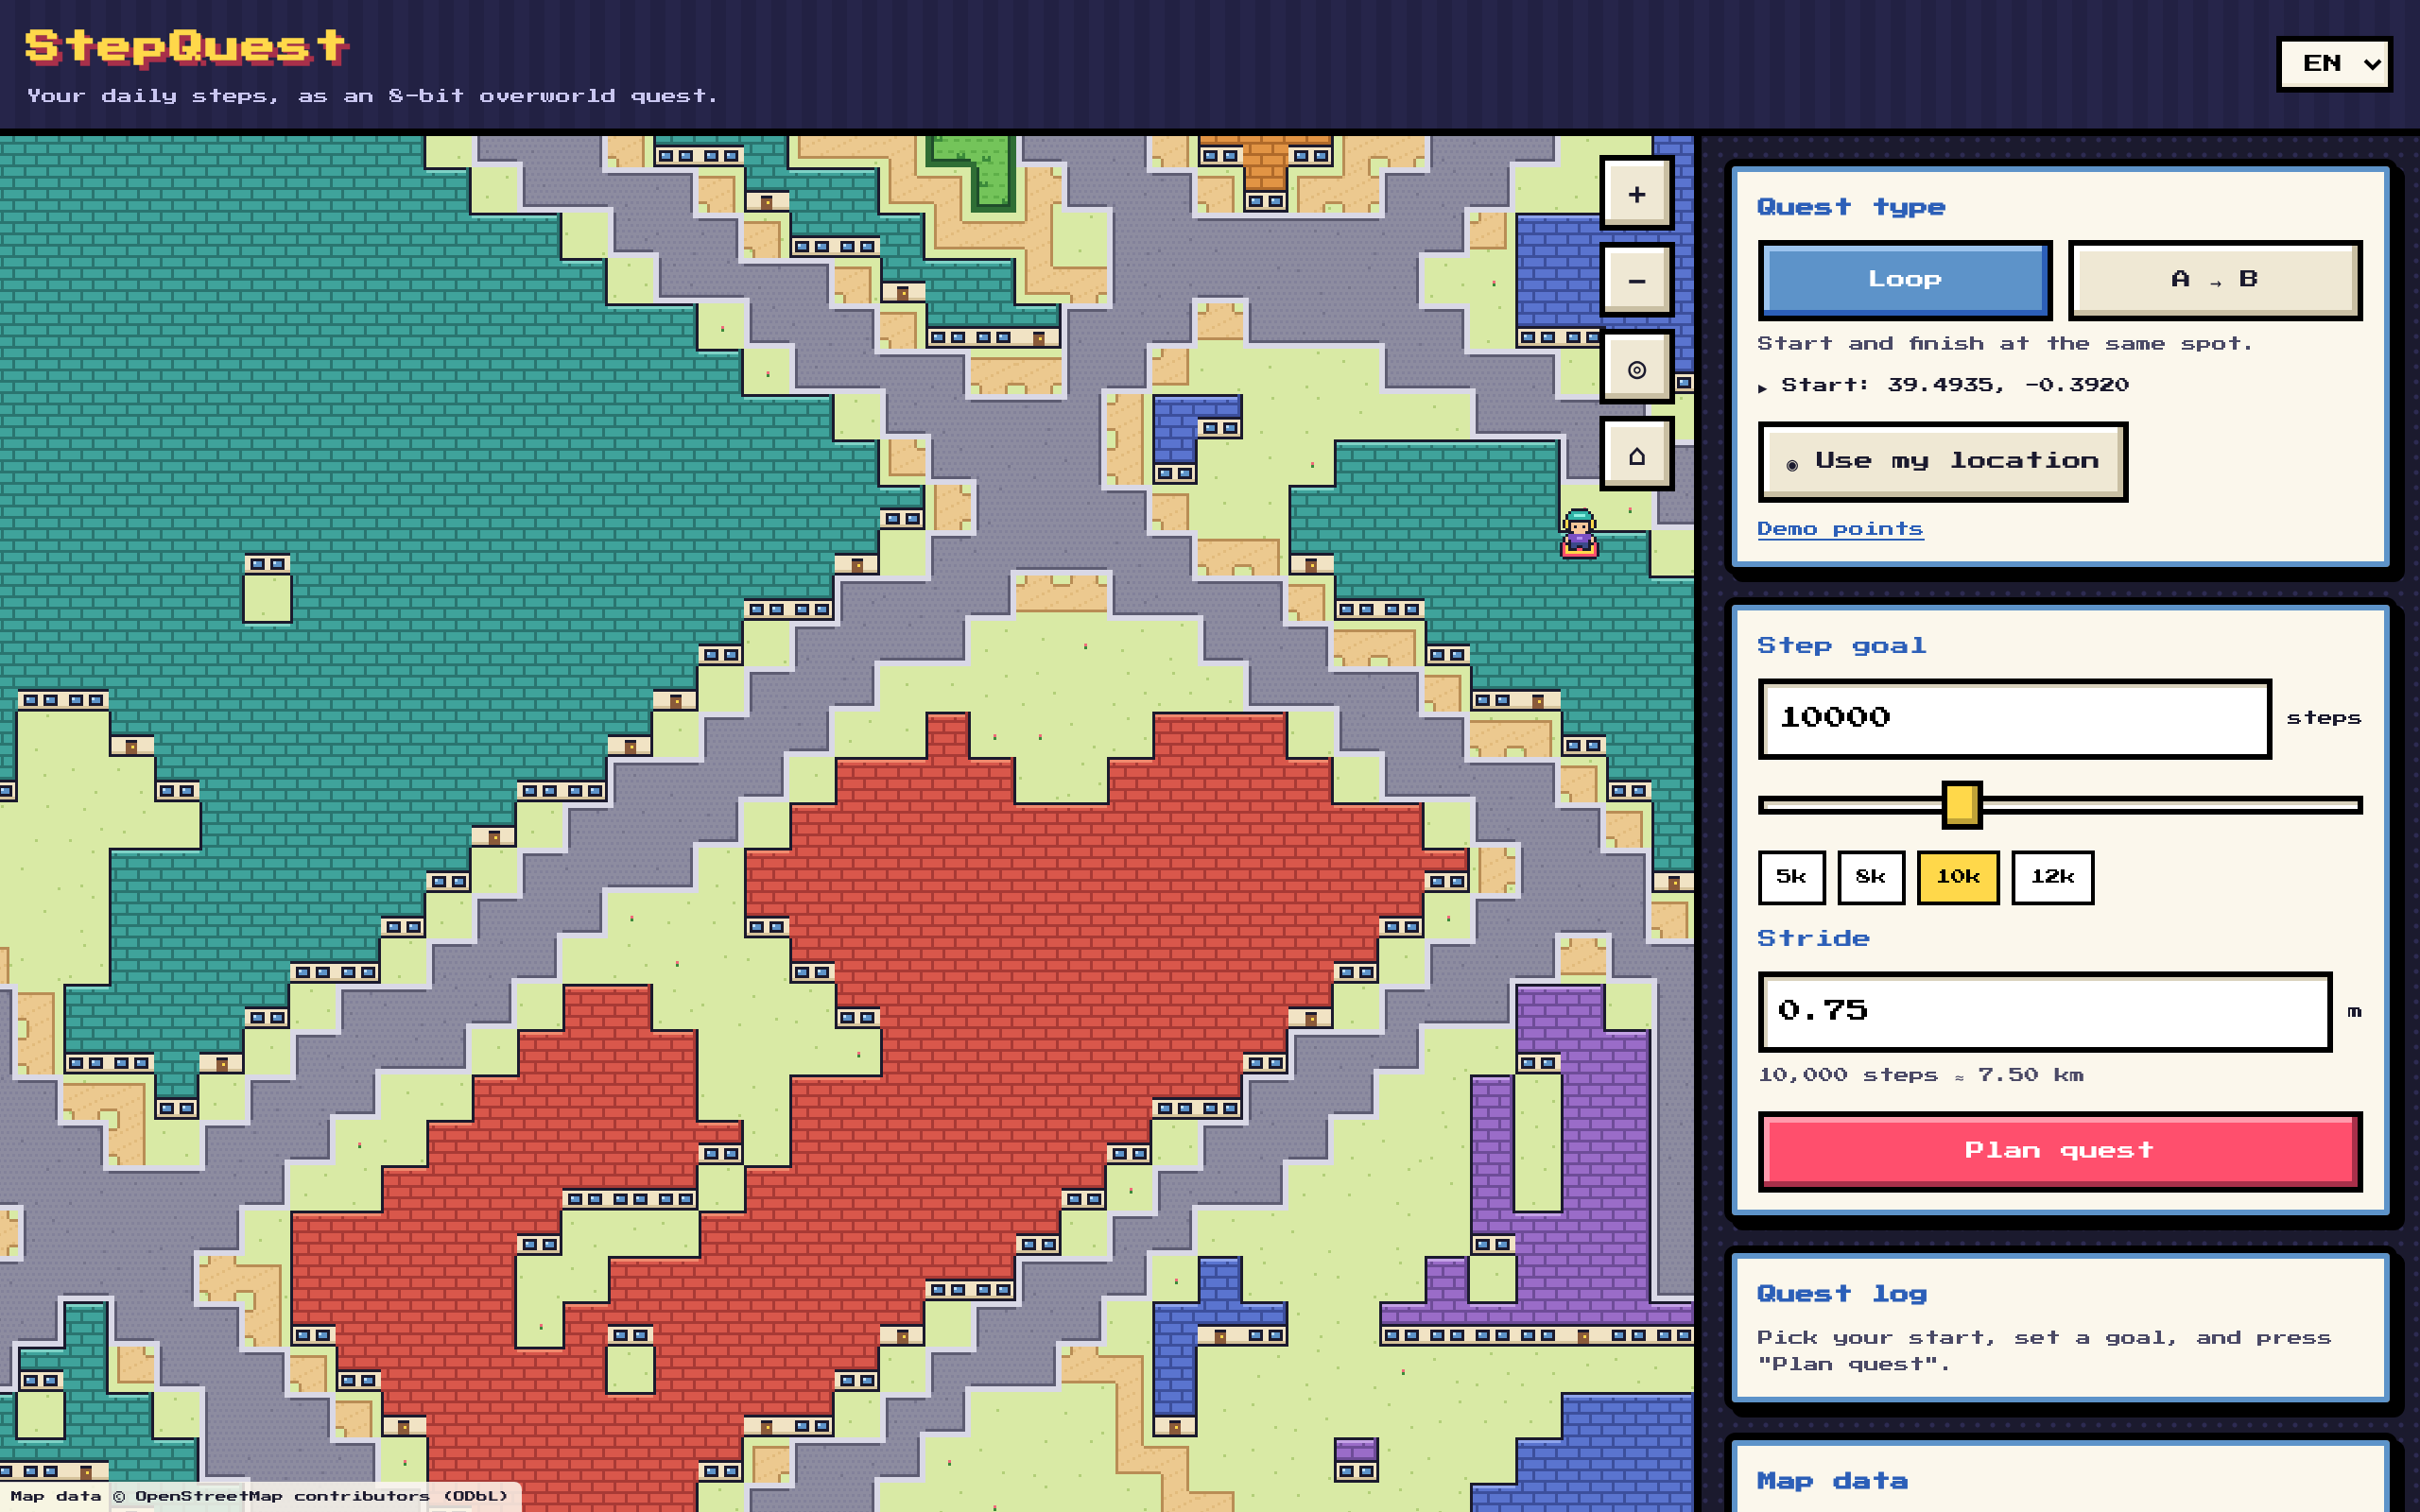 StepQuest
Your daily steps, as an 8-bit overworld quest.
EN
+
−
Quest type
Loop
A → B
Start and finish at the same spot.
▸ Start: 39.4935, -0.3920
◉ Use my location
Demo points
Step goal
10000 steps
5k 8k 10k 12k
Stride
0.75 m
10,000 steps ≈ 7.50 km
Plan quest
Quest log
Pick your start, set a goal, and press
"Plan quest".
Map data
Map data © OpenStreetMap contributors (ODbL)